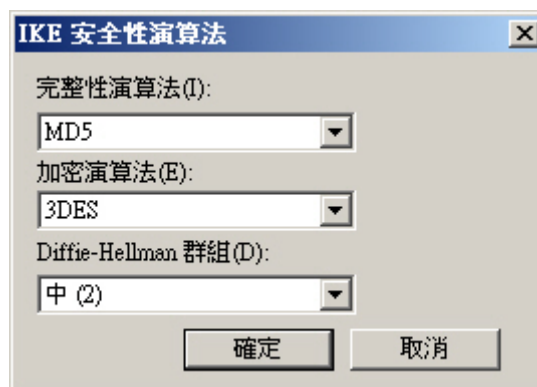 IKE 安全性演算法
完整性演算法(I):
MD5
加密演算法(E):
3DES
Diffie-Hellman 群組(D):
中 (2)
確定 取消